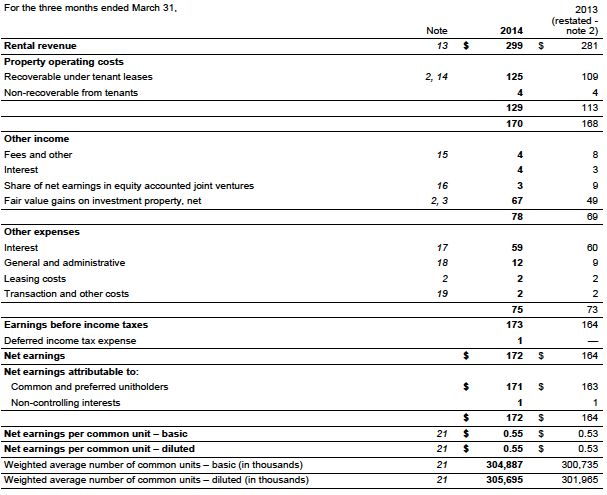 For the three months ended March 31,
Note 2014 2013 (restated - note 2)
Rental revenue 13 $ 299 $ 281
Property operating costs
Recoverable under tenant leases 2, 14 125 109
Non-recoverable from tenants 4 4
129 113
170 168
Other income
Fees and other 15 4 8
Interest 4 3
Share of net earnings in equity accounted joint ventures 16 3 9
Fair value gains on investment property, net 2, 3 67 49
78 69
Other expenses
Interest 17 59 60
General and administrative 18 12 9
Leasing costs 2 2 2
Transaction and other costs 19 2 2
75 73
Earnings before income taxes 173 164
Deferred income tax expense 1 —
Net earnings $ 172 $ 164
Net earnings attributable to:
Common and preferred unitholders $ 171 $ 163
Non-controlling interests 1 1
$ 172 $ 164
Net earnings per common unit – basic 21 $ 0.55 $ 0.53
Net earnings per common unit – diluted 21 $ 0.55 $ 0.53
Weighted average number of common units – basic (in thousands) 21 304,887 300,735
Weighted average number of common units – diluted (in thousands) 21 305,695 301,965